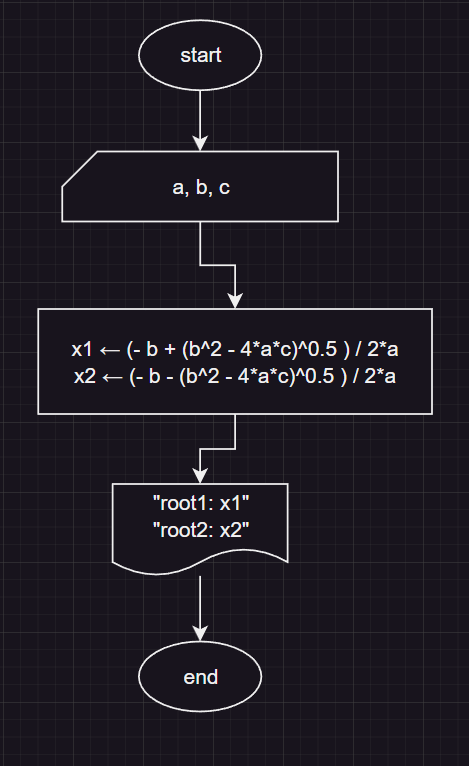 start
a, b, c
x1 ← (- b + (b^2 - 4*a*c)^0.5 ) / 2*a
x2 ← (- b - (b^2 - 4*a*c)^0.5 ) / 2*a
"root1: x1"
"root2: x2"
end